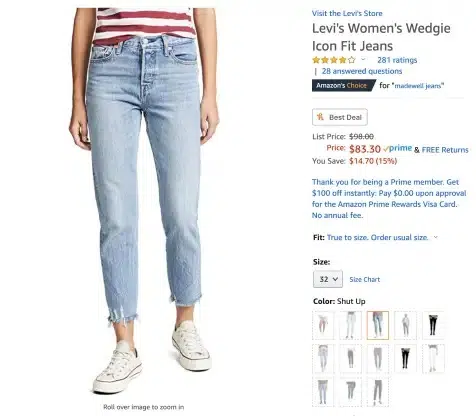 Visit the Levi's Store
Levi's Women's Wedgie
Icon Fit Jeans
281 ratings
| 28 answered questions
Amazon's Choice for "madewell jeans"
Best Deal
List Price: $98.00
Price: $83.30 prime & FREE Returns
You Save: $14.70 (15%)
Thank you for being a Prime member. Get
$100 off instantly: Pay $0.00 upon approval
for the Amazon Prime Rewards Visa Card.
No annual fee.
Fit: True to size. Order usual size.
Size:
32 Size Chart
Color: Shut Up
Roll over image to zoom in